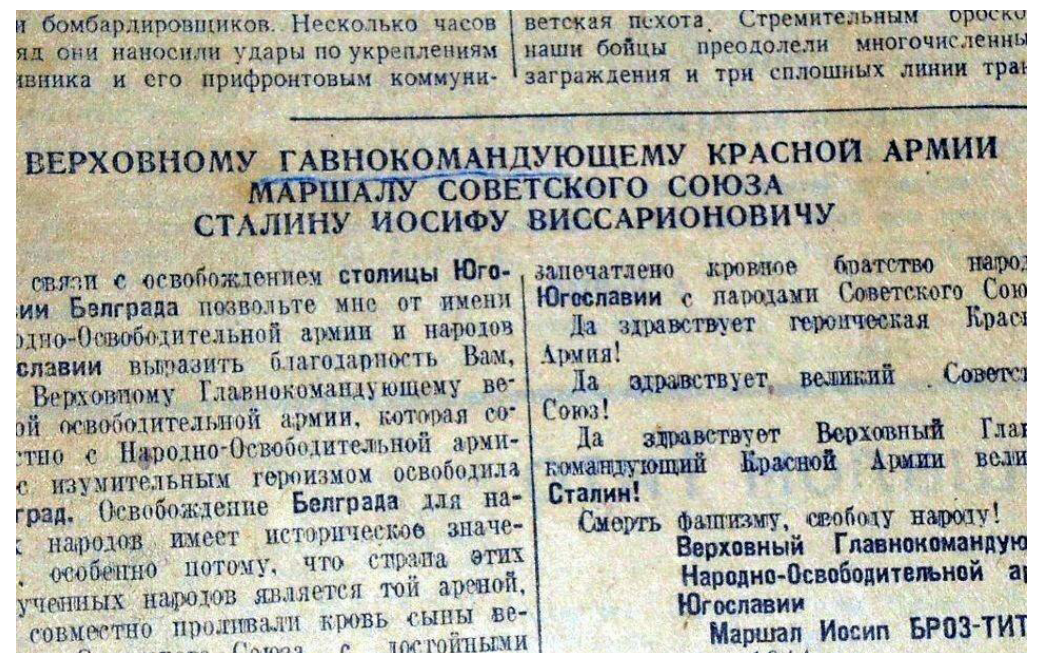 и бомбардировщиков. Несколько часов
они наносили удары по укреплениям
и его прифронтовым коммуни-
ветская пехота. Стремительным броско
наши бойцы преодолели многочисленны
заграждения и три сплошных линии тран
ВЕРХОВНОМУ ГАВНОКОМАНДУЮЩЕМУ КРАСНОЙ АРМИИ
МАРШАЛУ СОВЕТСКОГО СОЮЗА
СТАЛИНУ ИОСИФУ ВИССАРИОНОВИЧУ
связи с освобождением столицы Юго-
ии Белграда позвольте мне от имени
одно-Освободительной армии и народов
славии выразить благодарность Вам,
Верховному Главнокомандующему ве-
ой освободительной армии, которая со-
стно с Народно-Освободительной арми-
с изумительным героизмом освободила
град. Освобождение Белграда для на-
народов имеет историческое значе-
особенно потому, что страна этих
ученных народов является той ареной,
совместно проливали кровь сыны ве-
Союза с достойными
запечатлено кровное братство народ
Югославии с народами Советского Сою
Да здравствует героическая Красн
Армия!
Да здравствует великий Советс
Союз!
Да здравствует Верховный Глав
командующий Красной Армии вели
Сталин!
Смерть фашизму, свободу народу!
Верховный Главнокомандую
Народно-Освободительной ар
Югославии
Маршал Иосип БРОЗ-ТИТ